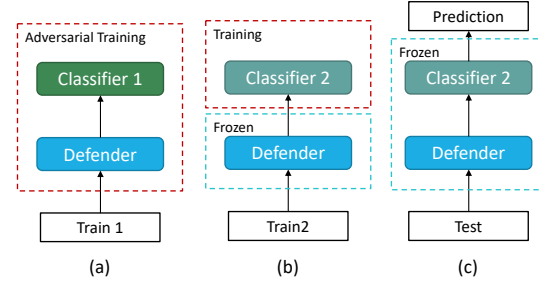 Adversarial Training
Classifier 1
Defender
Train 1
(a)
Training
Classifier 2
Frozen
Defender
Train2
(b)
Prediction
Frozen
Classifier 2
Defender
Test
(c)